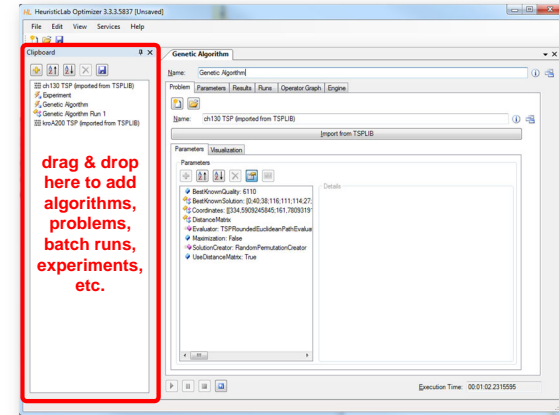 HL HeuristicLab Optimizer 3.3.5.5837 [Unsaved]
File Edit View Services Help
Clipboard
ch130 TSP (imported from TSPLIB)
Experiment
Genetic Algorithm
Genetic Algorithm Run 1
kroA200 TSP (imported from TSPLIB)
drag & drop
here to add
algorithms,
problems,
batch runs,
experiments,
etc.
Genetic Algorithm
Name: Genetic Algorithm
Problem Parameters Results Runs Operator Graph Engine
Name: ch130 TSP (imported from TSPLIB)
Import from TSPLIB
Parameters Visualization
Parameters
Details
BestKnownQuality: 6110
BestKnownSolution: [0;40;38;116;111;114;27;
Coordinates: [[334,5909245845;161,7809319
DistanceMatrix
Evaluator: TSPRoundedEuclideanPathEvalua
Maximization: False
SolutionCreator: RandomPermutationCreator
UseDistanceMatrix: True
Execution Time: 00:01:02.2315595